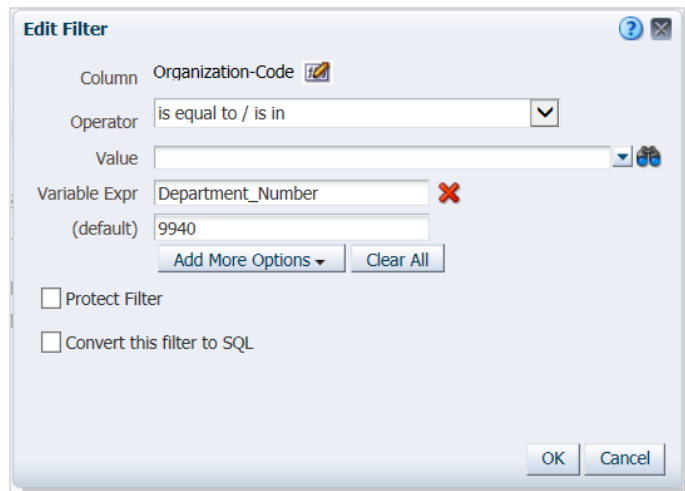 Edit Filter
Column Organization-Code
Operator is equal to / is in
Value
Variable Expr Department_Number
(default) 9940
Add More Options Clear All
Protect Filter
Convert this filter to SQL
OK Cancel